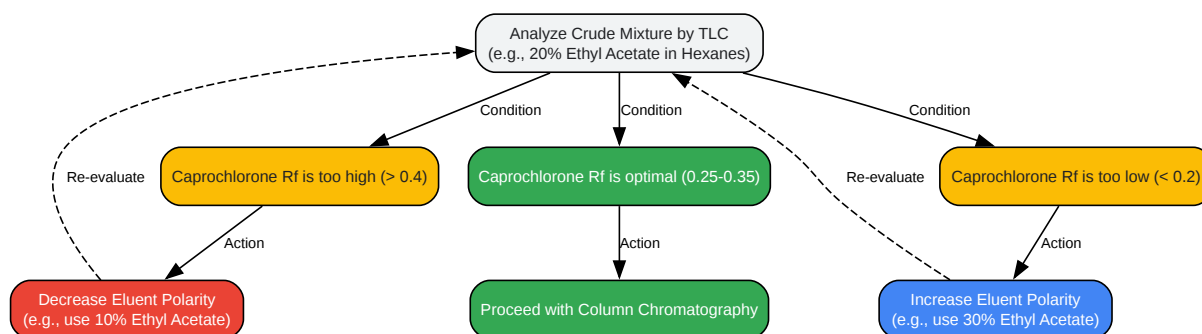 Analyze Crude Mixture by TLC
(e.g., 20% Ethyl Acetate in Hexanes)
Condition
Condition
Condition
Caprochlorone Rf is too high (> 0.4)
Caprochlorone Rf is optimal (0.25-0.35)
Caprochlorone Rf is too low (< 0.2)
Re-evaluate
Re-evaluate
Action
Action
Action
Decrease Eluent Polarity
(e.g., use 10% Ethyl Acetate)
Proceed with Column Chromatography
Increase Eluent Polarity
(e.g., use 30% Ethyl Acetate)